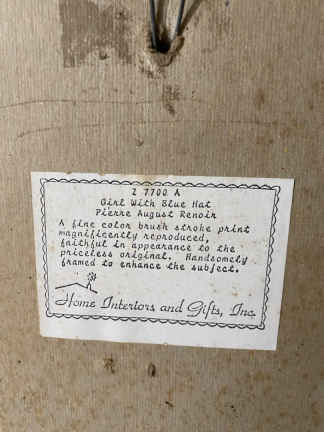 Z 7700 A
Girl With Blue Hat
Pierre August Renoir
A fine color brush stroke print
magnificently reproduced,
faithful in appearance to the
priceless original. Handsomely
framed to enhance the subject.
Home Interiors and Gifts, Inc.